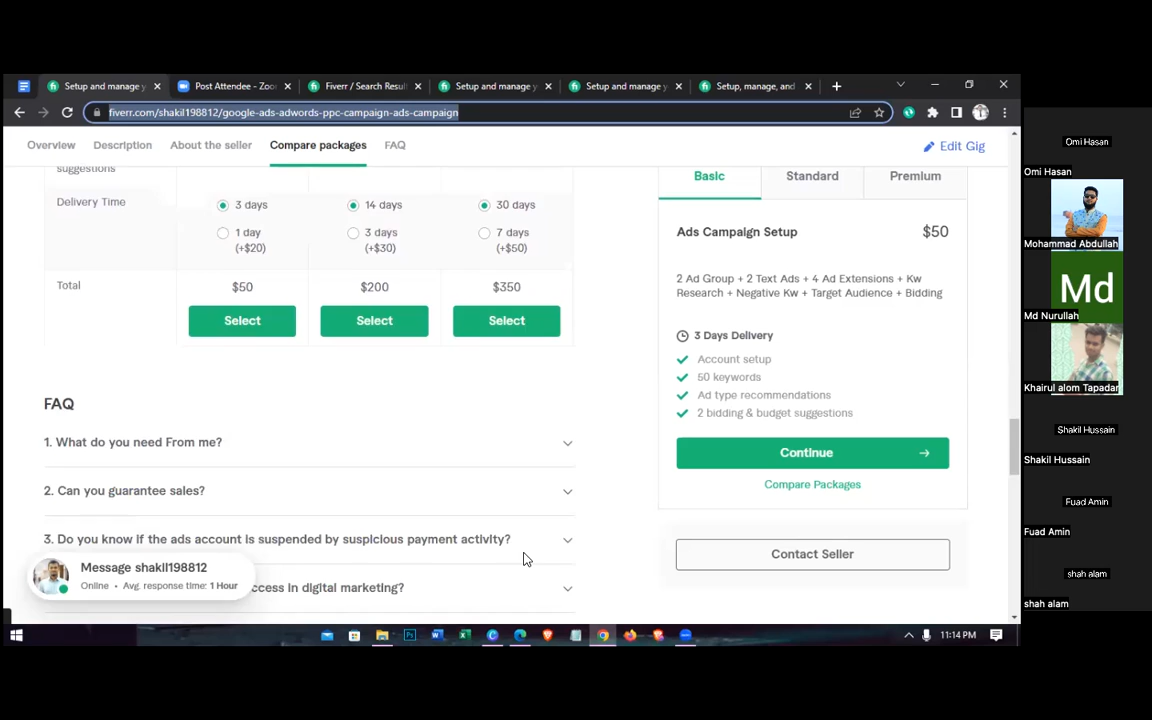 Setup and manage y
Post Attendee - Zoo
Fiverr / Search Resul
Setup and manage y
Setup and manage y
Setup, manage, and
fiverr.com/shakil198812/google-ads-adwords-ppc-campaign-ads-campaign
Overview
Description
About the seller
Compare packages
FAQ
Edit Gig
suggestions
Delivery Time
3 days
14 days
30 days
1 day
(+$20)
3 days
(+$30)
7 days
(+$50)
Total
$50
$200
$350
Select
Select
Select
FAQ
1. What do you need From me?
2. Can you guarantee sales?
3. Do you know if the ads account is suspended by suspicious payment activity?
ccess in digital marketing?
Message shakil198812
Online • Avg. response time: 1 Hour
Basic
Standard
Premium
Ads Campaign Setup
$50
2 Ad Group + 2 Text Ads + 4 Ad Extensions + Kw
Research + Negative Kw + Target Audience + Bidding
3 Days Delivery
Account setup
50 keywords
Ad type recommendations
2 bidding & budget suggestions
Continue
Compare Packages
Contact Seller
11:14 PM
Omi Hasan
Omi Hasan
Mohammad Abdullah
Md
Md Nurullah
Khairul alom Tapadar
Shakil Hussain
Shakil Hussain
Fuad Amin
Fuad Amin
shah alam
shah alam